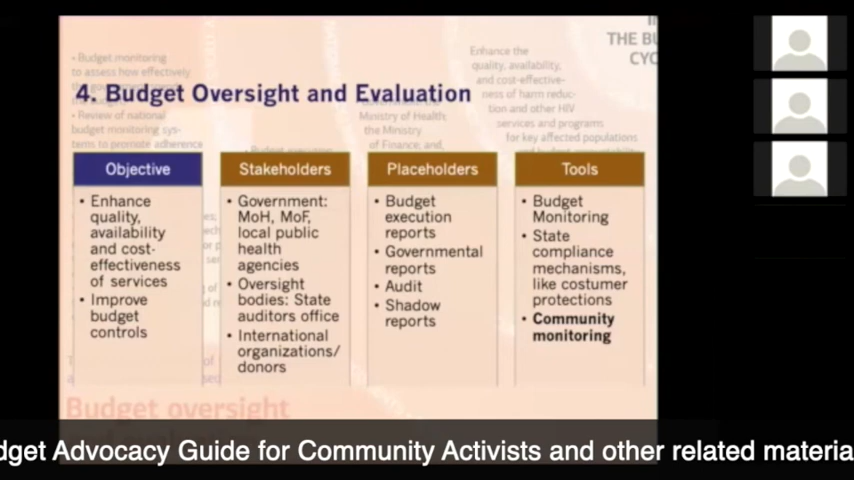 IN
THE BU
CYC
• Budget monitoring
to assess how effectively
• Review of national
budget monitoring sys-
tems to promote adherence
Ministry of Health;
the Ministry
of Finance; and,
Enhance the
quality, availability,
and cost-effective-
ness of harm reduc-
tion and other HIV
services and programs
for key affected populations
4. Budget Oversight and Evaluation
Objective
• Enhance
quality,
availability
and cost-
effectiveness
of services
• Improve
budget
controls
Stakeholders
• Government:
MoH, MoF,
local public
health
agencies
• Oversight
bodies: State
auditors office
• International
organizations/
donors
Placeholders
• Budget
execution
reports
• Governmental
reports
• Audit
• Shadow
reports
Tools
• Budget
Monitoring
• State
compliance
mechanisms,
like costumer
protections
• Community
monitoring
Budget oversight
dget Advocacy Guide for Community Activists and other related materia